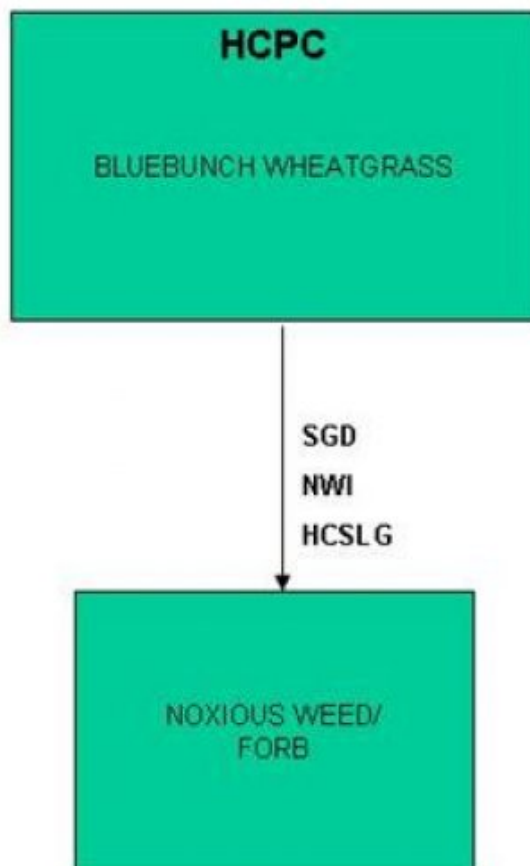 HCPC
BLUEBUNCH WHEATGRASS
SGD
NWI
HCSLG
NOXIOUS WEED/
FORB